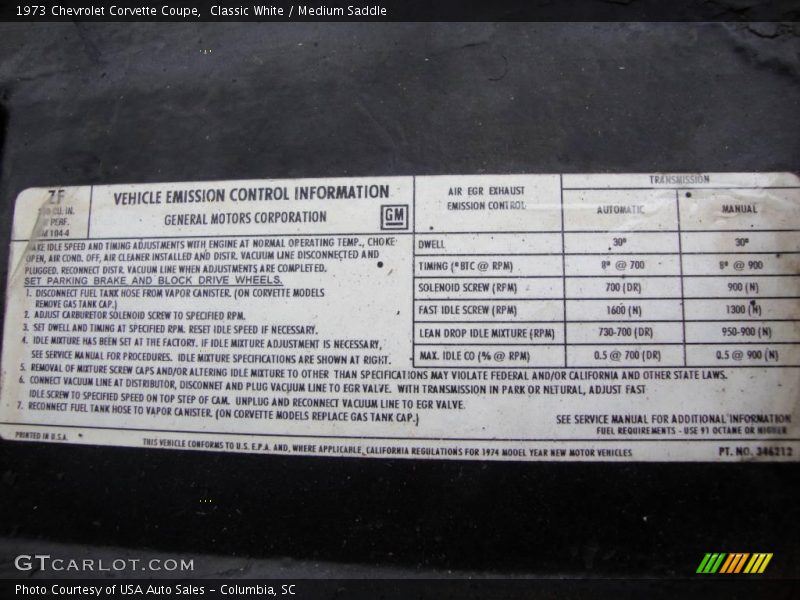 1973 Chevrolet Corvette Coupe, Classic White / Medium Saddle
ZF
CU. IN.
PERF.
VEHICLE EMISSION CONTROL INFORMATION
GENERAL MOTORS CORPORATION
GM
AIR EGR EXHAUST
EMISSION CONTROL
TRANSMISSION
AUTOMATIC MANUAL
DWELL 30° 30°
TIMING (°BTC @ RPM) 8° @ 700 8° @ 900
SOLENOID SCREW (RPM) 700 (DR) 900 (N)
FAST IDLE SCREW (RPM) 1600 (N) 1300 (N)
LEAN DROP IDLE MIXTURE (RPM) 730-700 (DR) 950-900 (N)
MAX. IDLE CO (% @ RPM) 0.5 @ 700 (DR) 0.5 @ 900 (N)
MAKE IDLE SPEED AND TIMING ADJUSTMENTS WITH ENGINE AT NORMAL OPERATING TEMP., CHOKE
OPEN, AIR COND. OFF, AIR CLEANER INSTALLED AND DISTR. VACUUM LINE DISCONNECTED AND
PLUGGED. RECONNECT DISTR. VACUUM LINE WHEN ADJUSTMENTS ARE COMPLETED.
SET PARKING BRAKE AND BLOCK DRIVE WHEELS.
1. DISCONNECT FUEL TANK HOSE FROM VAPOR CANISTER. (ON CORVETTE MODELS
REMOVE GAS TANK CAP.)
2. ADJUST CARBURETOR SOLENOID SCREW TO SPECIFIED RPM.
3. SET DWELL AND TIMING AT SPECIFIED RPM. RESET IDLE SPEED IF NECESSARY.
4. IDLE MIXTURE HAS BEEN SET AT THE FACTORY. IF IDLE MIXTURE ADJUSTMENT IS NECESSARY,
SEE SERVICE MANUAL FOR PROCEDURES. IDLE MIXTURE SPECIFICATIONS ARE SHOWN AT RIGHT.
5. REMOVAL OF MIXTURE SCREW CAPS AND/OR ALTERING IDLE MIXTURE TO OTHER THAN SPECIFICATIONS MAY VIOLATE FEDERAL AND/OR CALIFORNIA AND OTHER STATE LAWS.
6. CONNECT VACUUM LINE AT DISTRIBUTOR, DISCONNET AND PLUG VACUUM LINE TO EGR VALVE. WITH TRANSMISSION IN PARK OR NETURAL, ADJUST FAST
IDLE SCREW TO SPECIFIED SPEED ON TOP STEP OF CAM. UNPLUG AND RECONNECT VACUUM LINE TO EGR VALVE.
7. RECONNECT FUEL TANK HOSE TO VAPOR CANISTER. (ON CORVETTE MODELS REPLACE GAS TANK CAP.)
SEE SERVICE MANUAL FOR ADDITIONAL INFORMATION
FUEL REQUIREMENTS - USE 91 OCTANE OR HIGHER
PRINTED IN U.S.A.
THIS VEHICLE CONFORMS TO U.S. E.P.A. AND, WHERE APPLICABLE, CALIFORNIA REGULATIONS FOR 1974 MODEL YEAR NEW MOTOR VEHICLES
PT. NO. 346212
GTCARLOT.COM
Photo Courtesy of USA Auto Sales - Columbia, SC